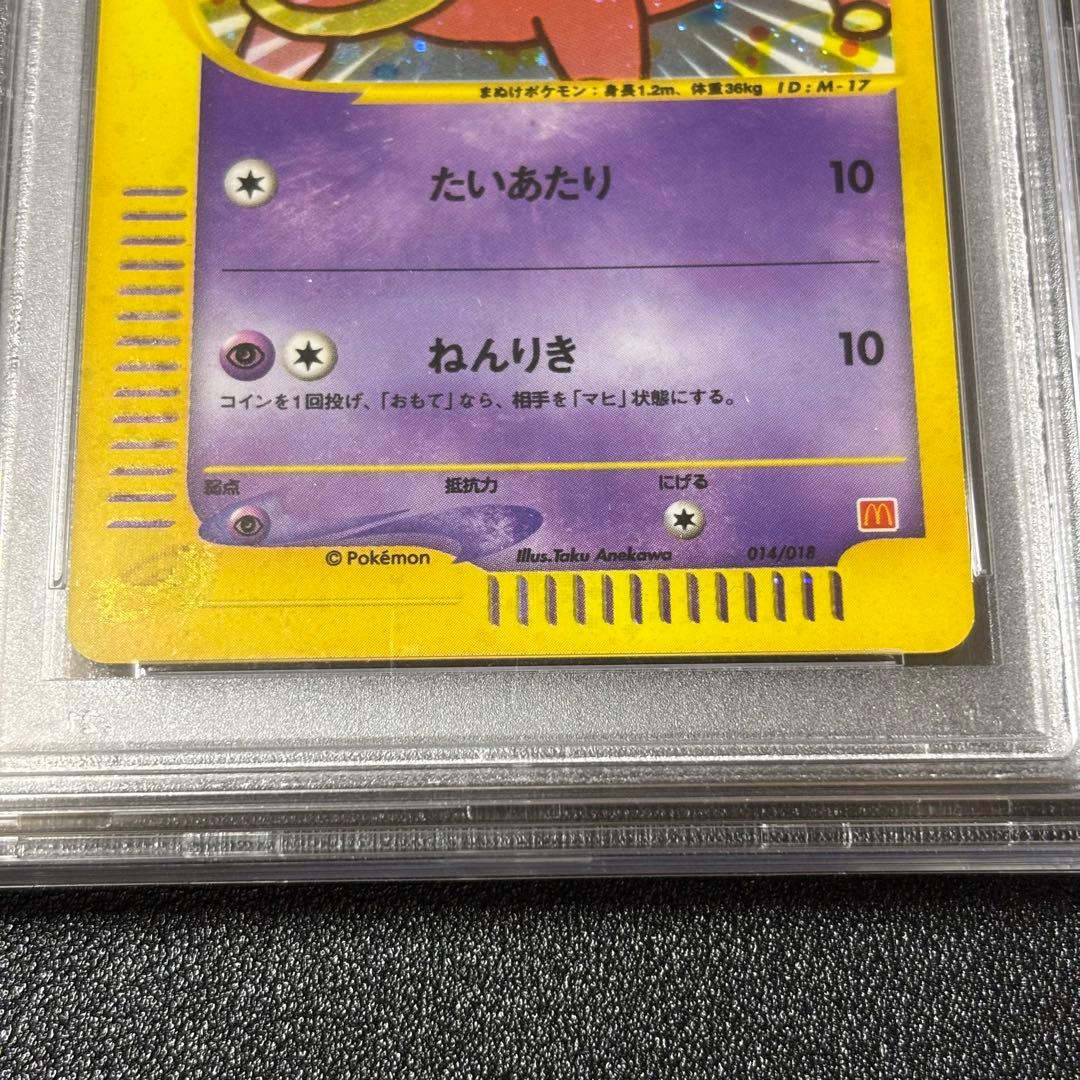 まぬけポケモン：身長1.2m、体重36kg ID:M-17
たいあたり 10
ねんりき 10
コインを1回投げ、「おもて」なら、相手を「マヒ」状態にする。
弱点 抵抗力 にげる
©Pokémon Illus.Taku Anekawa 014/018